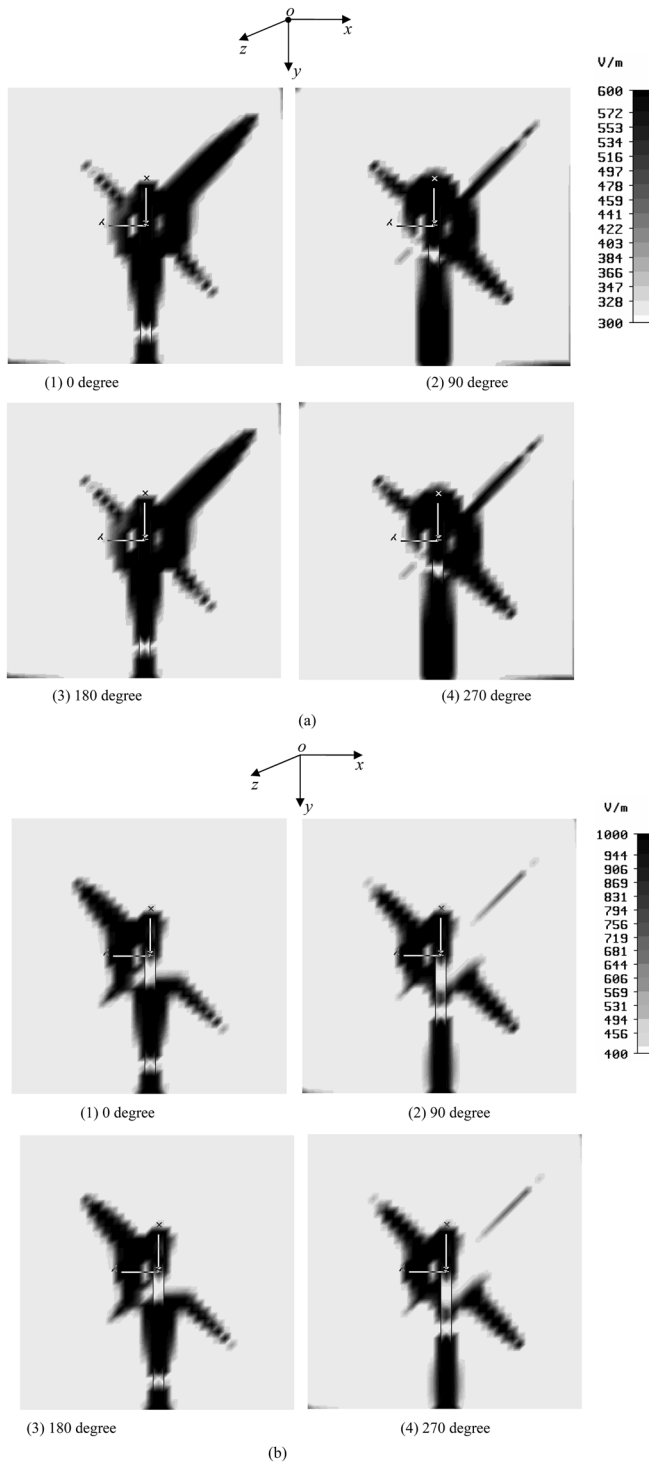 o
x
z
y
V/m
600
572
553
534
516
497
478
459
441
422
403
384
366
347
328
300
(1) 0 degree
(2) 90 degree
(3) 180 degree
(4) 270 degree
(a)
o
x
z
y
V/m
1000
944
906
869
831
794
756
719
681
644
606
569
531
494
456
400
(1) 0 degree
(2) 90 degree
(3) 180 degree
(4) 270 degree
(b)